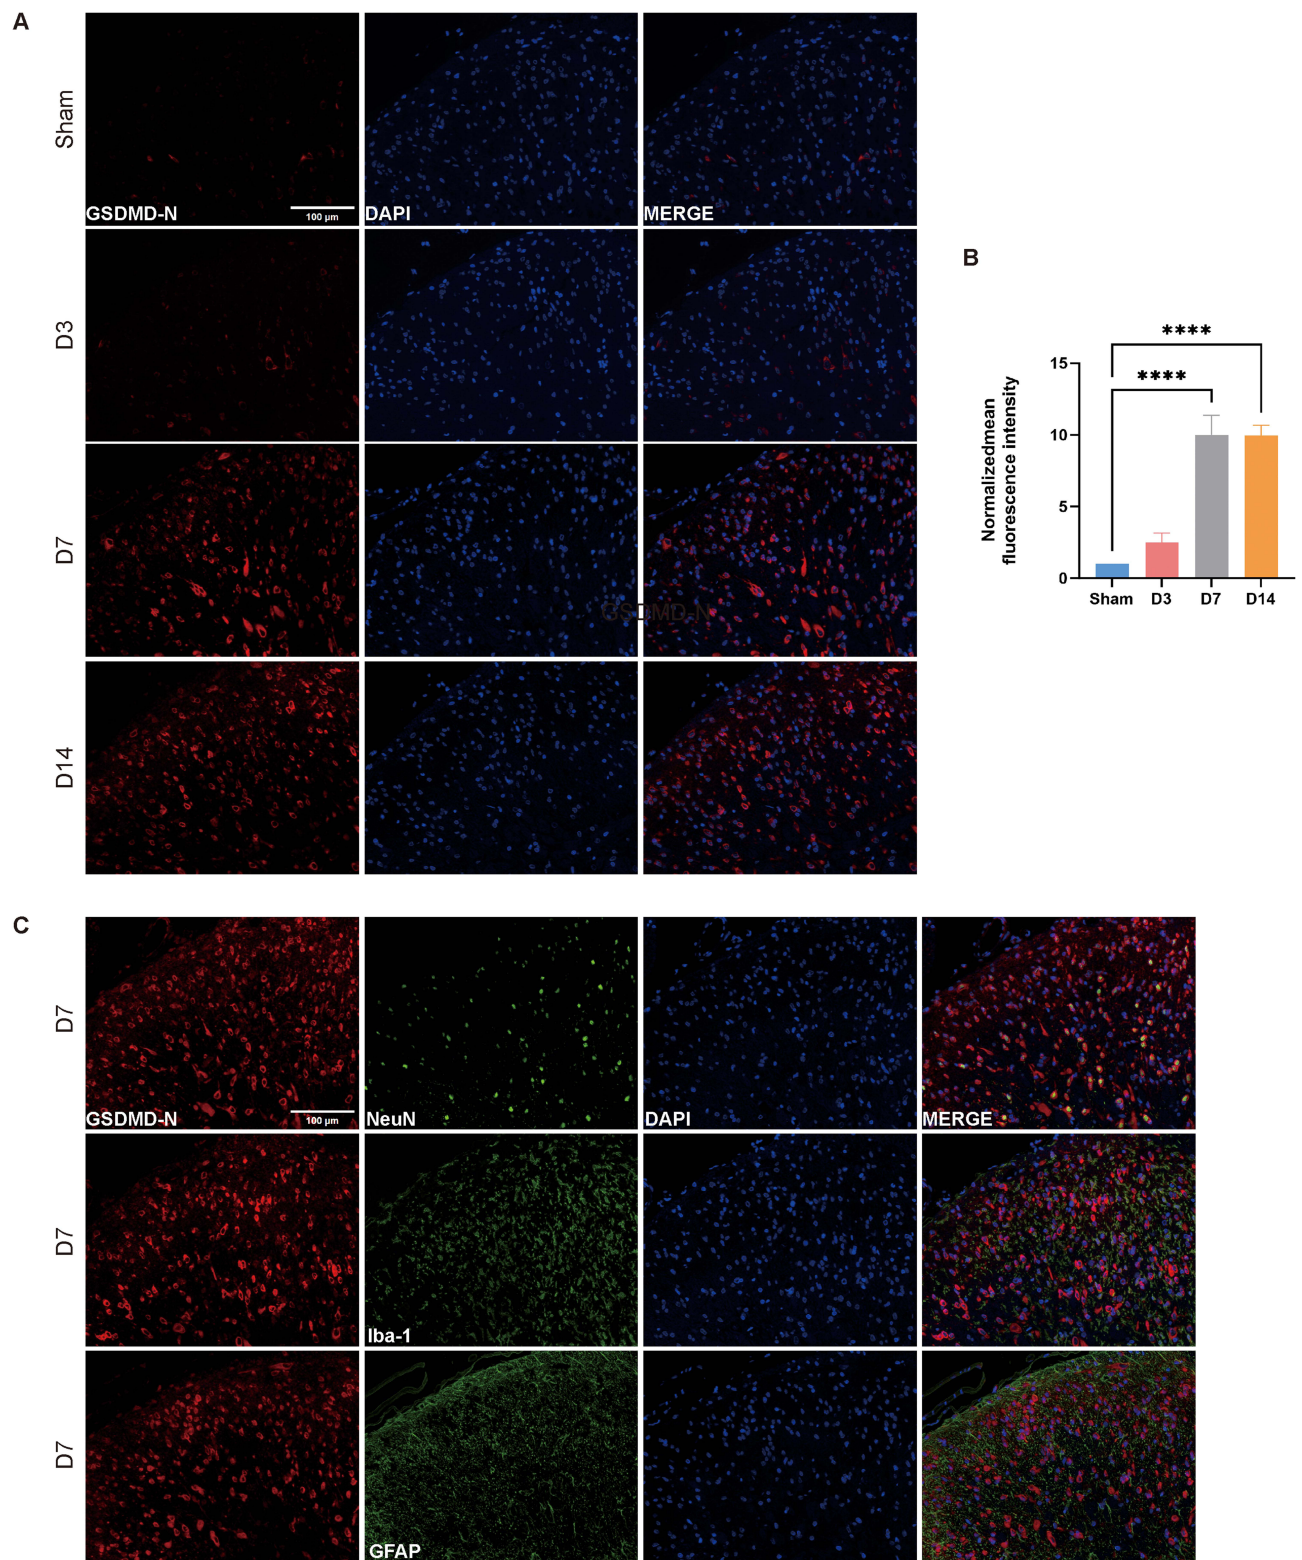 A
Sham
GSDMD-N
100 μm
DAPI
MERGE
D3
D7
GSDMD-N
D14
B
****
****
Normalizedmean
fluorescence intensity
15
10
5
0
Sham D3 D7 D14
C
D7
GSDMD-N
100 μm
NeuN
DAPI
MERGE
D7
Iba-1
D7
GFAP